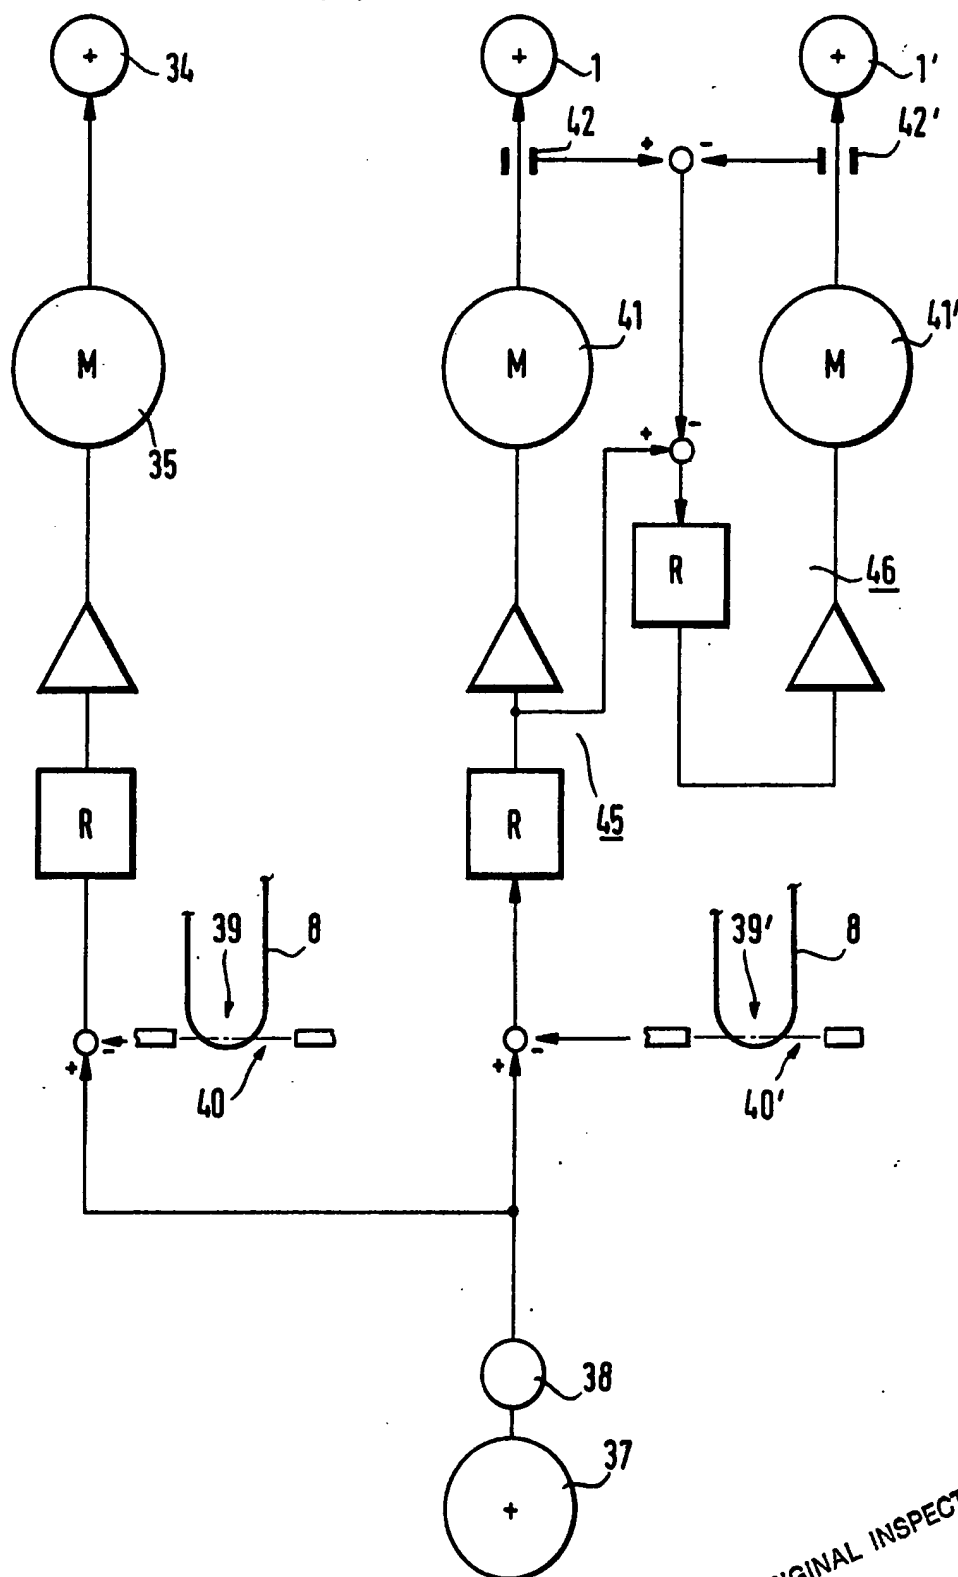 + 34 + 1 + 1'
42 + - 42'
M 35 M 41 M 41'
+ -
R 46
R R 45
39 8 39' 8
+ - 40 + - 40'
38
37
+
ORIGINAL INSPECT